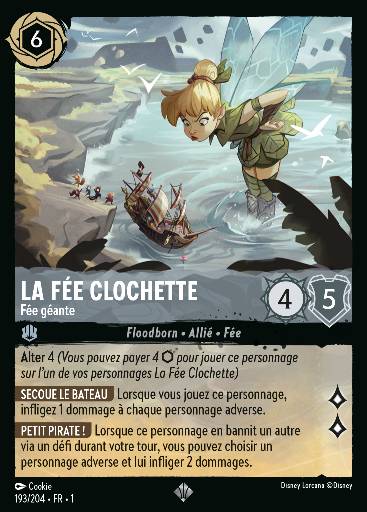 6
LA FÉE CLOCHETTE
Fée géante
4
5
Floodborn • Allié • Fée
Alter 4 (Vous pouvez payer 4 ⬡ pour jouer ce personnage
sur l'un de vos personnages La Fée Clochette)
SECOUE LE BATEAU Lorsque vous jouez ce personnage,
infligez 1 dommage à chaque personnage adverse.
PETIT PIRATE ! Lorsque ce personnage en bannit un autre
via un défi durant votre tour, vous pouvez choisir un
personnage adverse et lui infliger 2 dommages.
Cookie
193/204 • FR • 1
Disney Lorcana ©Disney